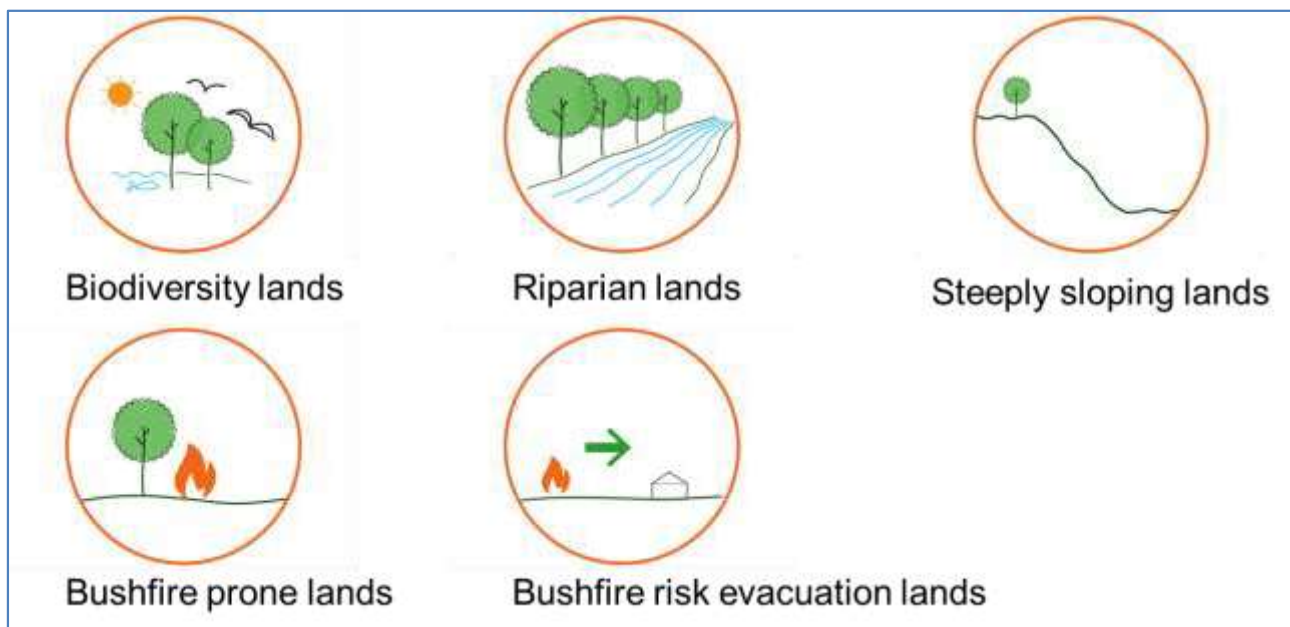 Biodiversity lands
Riparian lands
Steeply sloping lands
Bushfire prone lands
Bushfire risk evacuation lands